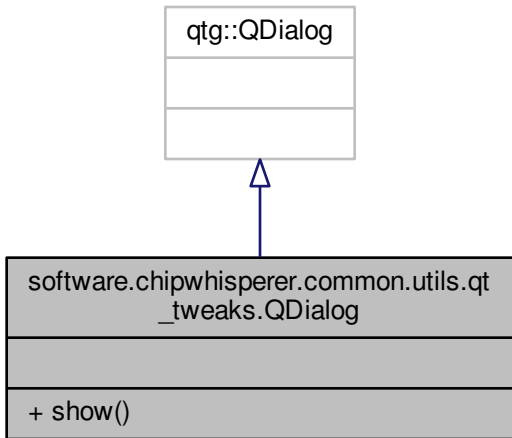 qtg::QDialog
software.chipwhisperer.common.utils.qt
_tweaks.QDialog
+ show()